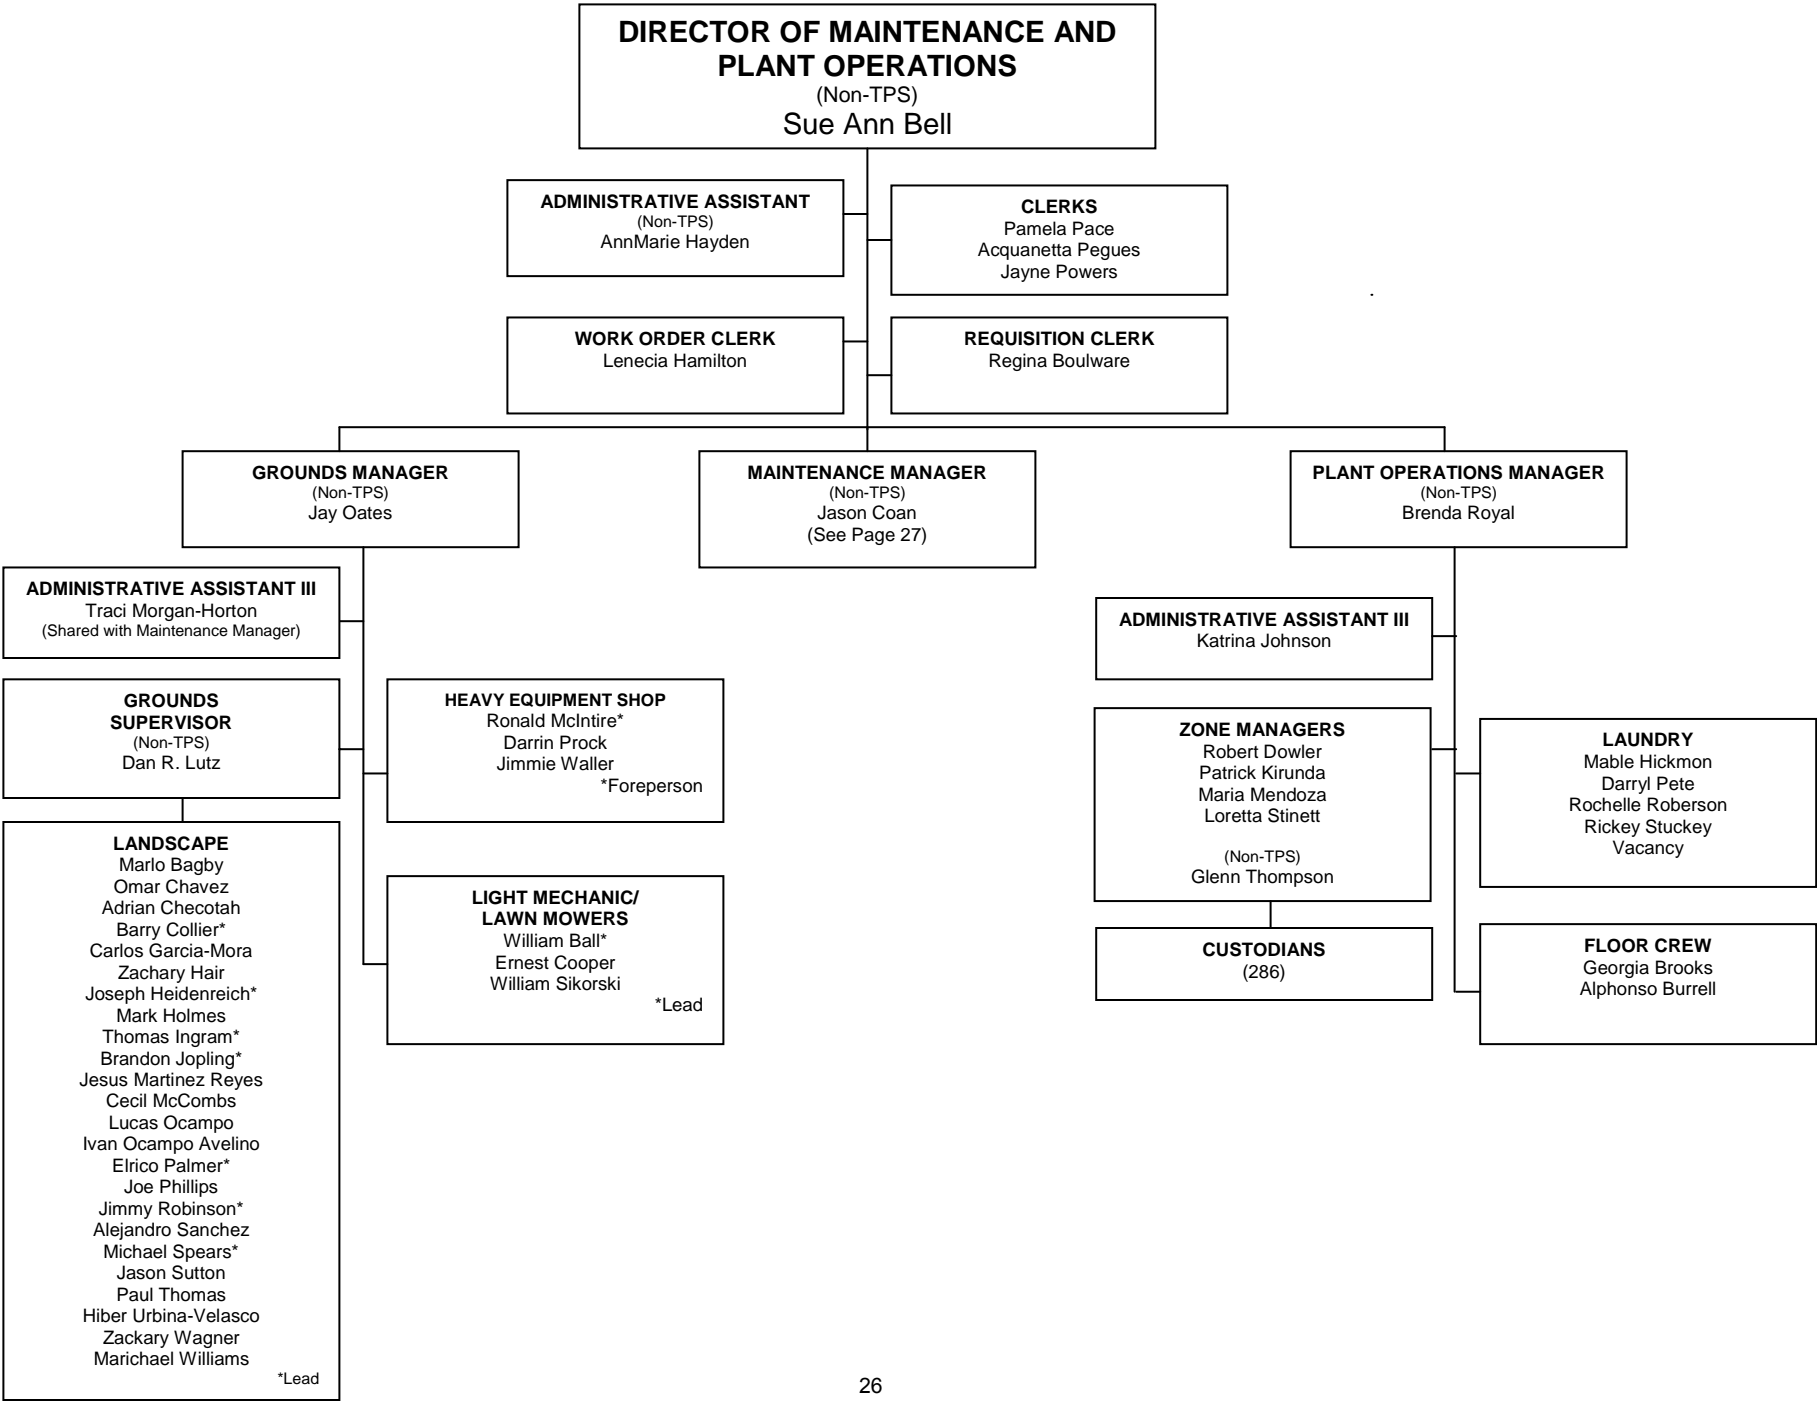 DIRECTOR OF MAINTENANCE AND
PLANT OPERATIONS
(Non-TPS)
Sue Ann Bell
ADMINISTRATIVE ASSISTANT
(Non-TPS)
AnnMarie Hayden
CLERKS
Pamela Pace
Acquanetta Pegues
Jayne Powers
WORK ORDER CLERK
Lenecia Hamilton
REQUISITION CLERK
Regina Boulware
GROUNDS MANAGER
(Non-TPS)
Jay Oates
MAINTENANCE MANAGER
(Non-TPS)
Jason Coan
(See Page 27)
PLANT OPERATIONS MANAGER
(Non-TPS)
Brenda Royal
ADMINISTRATIVE ASSISTANT III
Traci Morgan-Horton
(Shared with Maintenance Manager)
GROUNDS
SUPERVISOR
(Non-TPS)
Dan R. Lutz
LANDSCAPE
Marlo Bagby
Omar Chavez
Adrian Checotah
Barry Collier*
Carlos Garcia-Mora
Zachary Hair
Joseph Heidenreich*
Mark Holmes
Thomas Ingram*
Brandon Jopling*
Jesus Martinez Reyes
Cecil McCombs
Lucas Ocampo
Ivan Ocampo Avelino
Elrico Palmer*
Joe Phillips
Jimmy Robinson*
Alejandro Sanchez
Michael Spears*
Jason Sutton
Paul Thomas
Hiber Urbina-Velasco
Zackary Wagner
Marichael Williams
*Lead
HEAVY EQUIPMENT SHOP
Ronald McIntire*
Darrin Prock
Jimmie Waller
*Foreperson
LIGHT MECHANIC/
LAWN MOWERS
William Ball*
Ernest Cooper
William Sikorski
*Lead
ADMINISTRATIVE ASSISTANT III
Katrina Johnson
ZONE MANAGERS
Robert Dowler
Patrick Kirunda
Maria Mendoza
Loretta Stinett
(Non-TPS)
Glenn Thompson
CUSTODIANS
(286)
LAUNDRY
Mable Hickmon
Darryl Pete
Rochelle Roberson
Rickey Stuckey
Vacancy
FLOOR CREW
Georgia Brooks
Alphonso Burrell
26